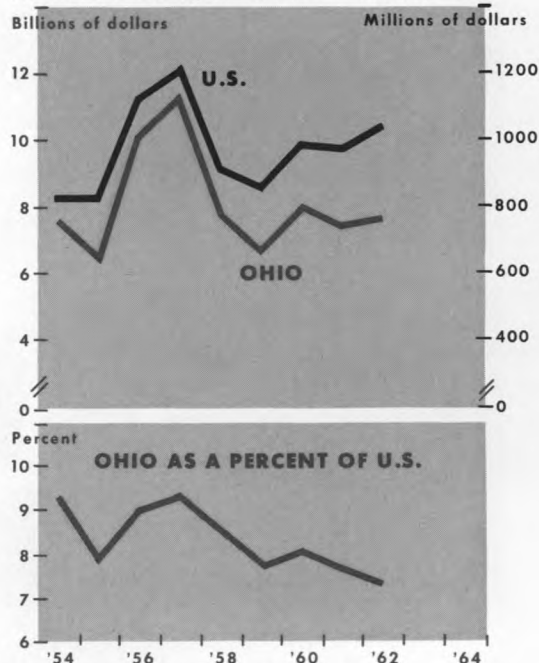 Billions of dollars Millions of dollars
12 1200
U.S.
10 1000
8 800
6 600
OHIO
4 400
0 0
Percent
OHIO AS A PERCENT OF U.S.
10
9
8
7
6
'54 '56 '58 '60 '62 '64